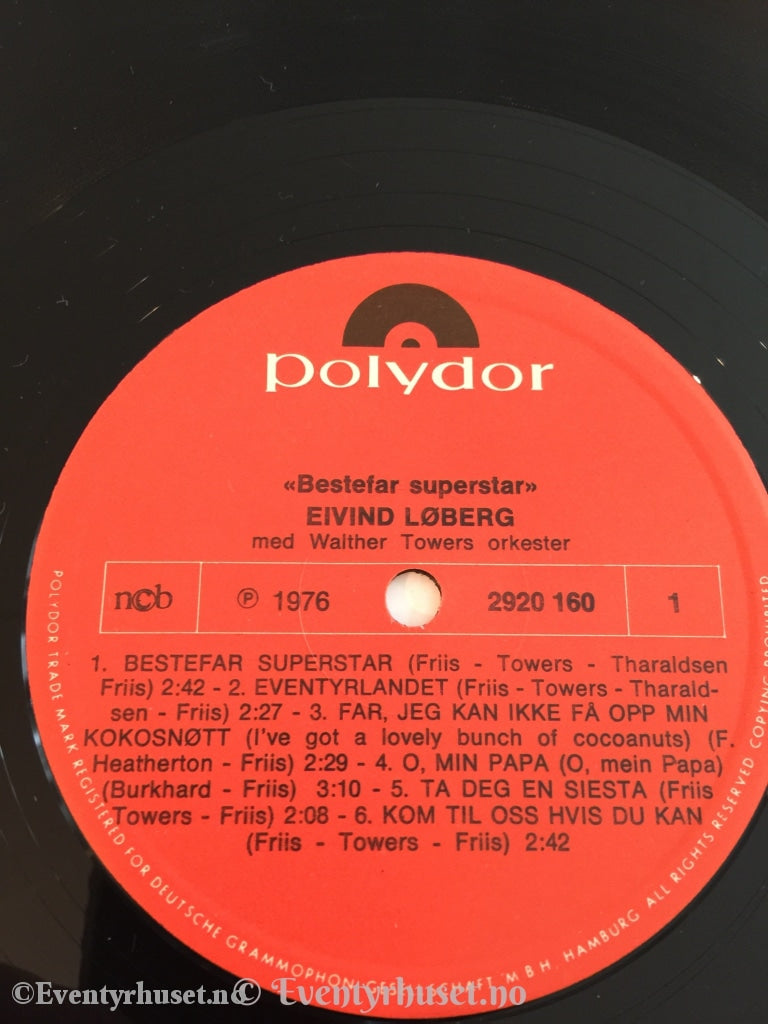 polydor
«Bestefar superstar»
EIVIND LØBERG
med Walther Towers orkester
ncb ℗ 1976 2920 160 1
1. BESTEFAR SUPERSTAR (Friis - Towers - Tharaldsen
Friis) 2:42 - 2. EVENTYRLANDET (Friis - Towers - Tharald-
sen - Friis) 2:27 - 3. FAR, JEG KAN IKKE FÅ OPP MIN
KOKOSNØTT (I've got a lovely bunch of cocoanuts) (F.
Heatherton - Friis) 2:29 - 4. O, MIN PAPA (O, mein Papa)
(Burkhard - Friis) 3:10 - 5. TA DEG EN SIESTA (Friis
Towers - Friis) 2:08 - 6. KOM TIL OSS HVIS DU KAN
(Friis - Towers - Friis) 2:42
POLYDOR TRADE MARK REGISTERED FOR DEUTSCHE GRAMMOPHON GESELLSCHAFT M B H. HAMBURG ALL RIGHTS RESERVED COPYING PROHIBITED
©Eventyrhuset.no © Eventyrhuset.no